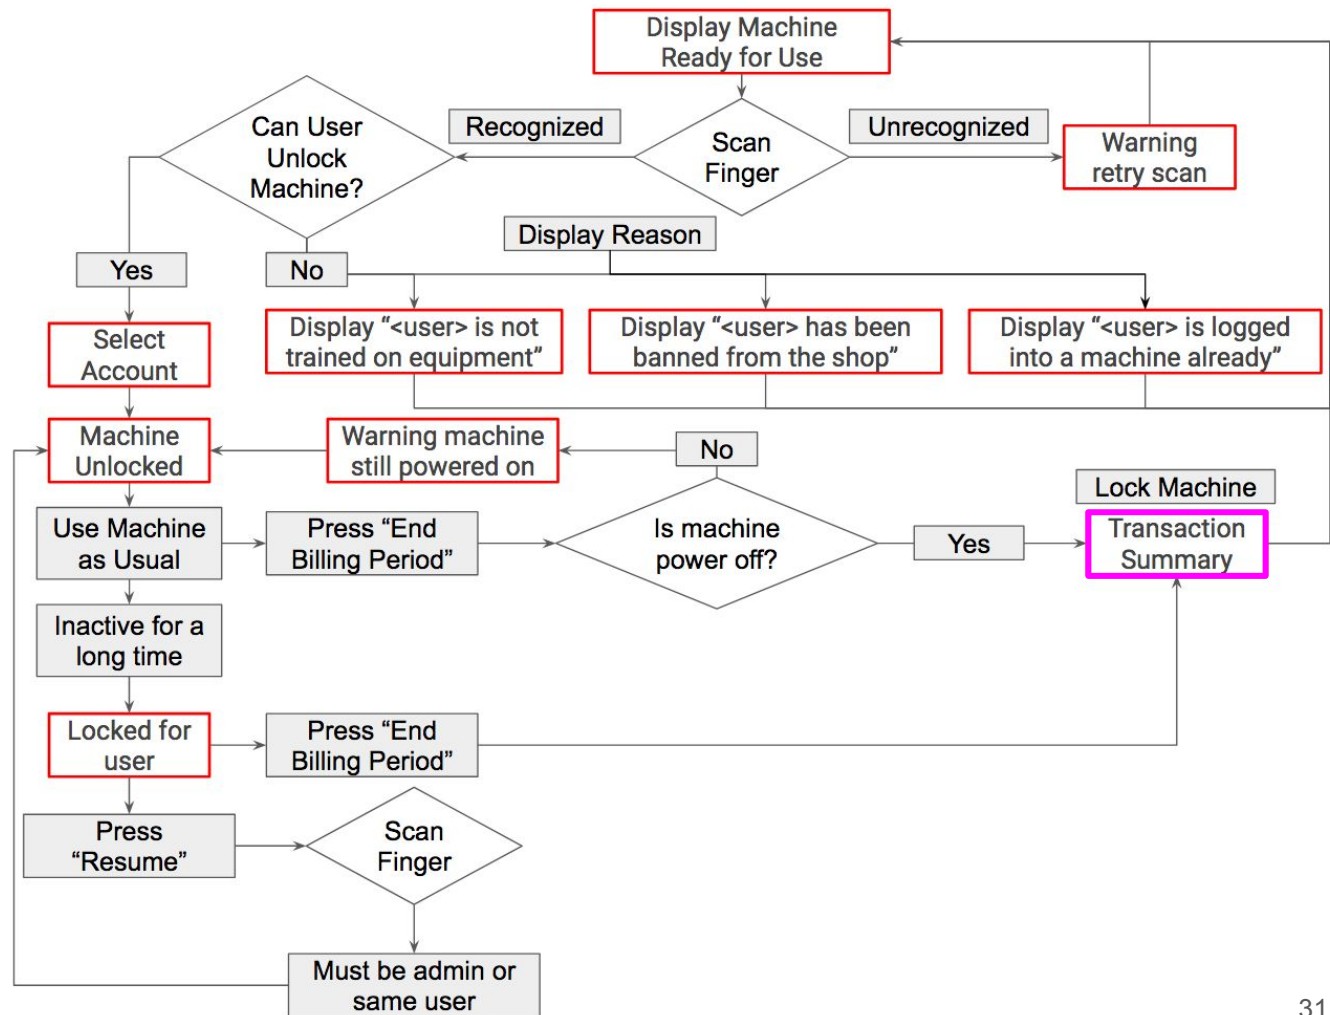 Display Machine
Ready for Use
Can User
Unlock
Machine?
Recognized
Scan
Finger
Unrecognized
Warning
retry scan
Display Reason
Yes
No
Select
Account
Display “<user> is not
trained on equipment”
Display “<user> has been
banned from the shop”
Display “<user> is logged
into a machine already”
Machine
Unlocked
Warning machine
still powered on
No
Lock Machine
Use Machine
as Usual
Press “End
Billing Period”
Is machine
power off?
Yes
Transaction
Summary
Inactive for a
long time
Locked for
user
Press “End
Billing Period”
Press
“Resume”
Scan
Finger
Must be admin or
same user
31